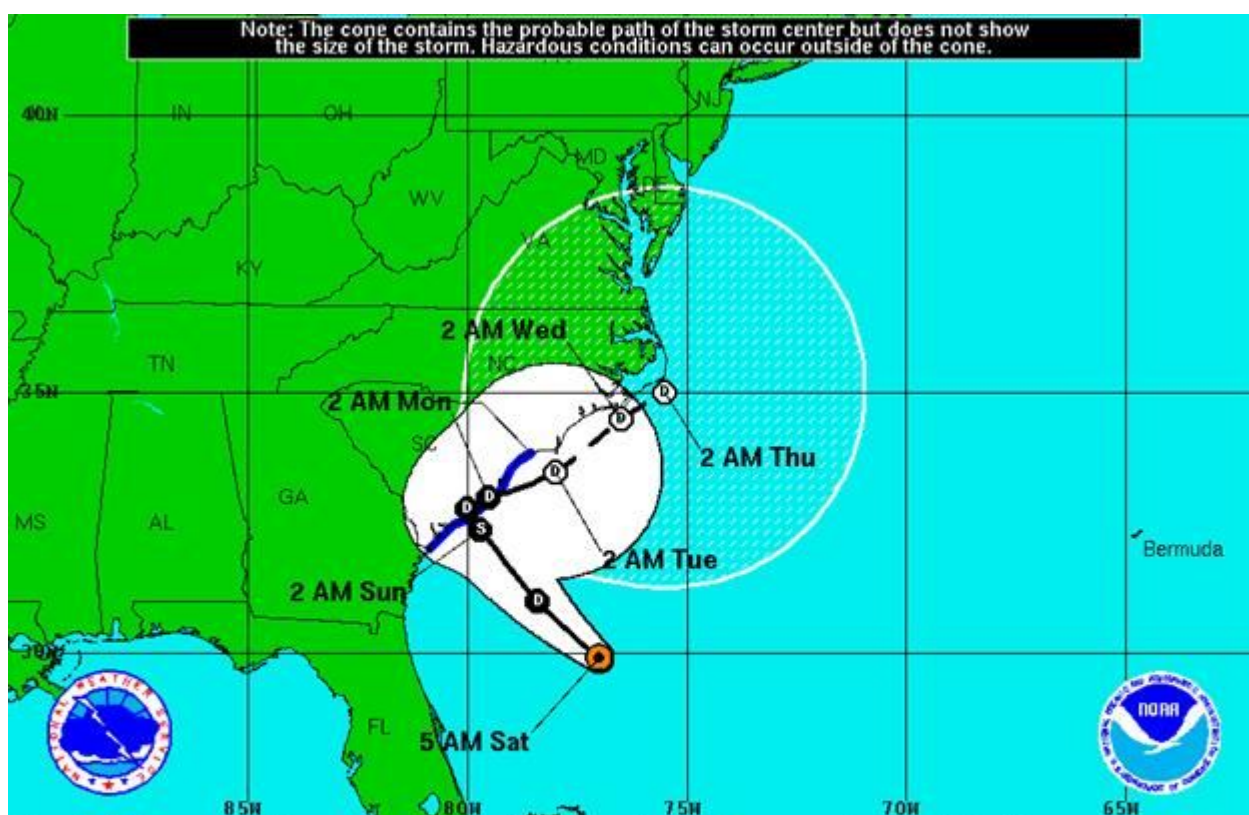 Note: The cone contains the probable path of the storm center but does not show
the size of the storm. Hazardous conditions can occur outside of the cone.
NJ
40N
IN
OH
MD
DE
WV
VA
KY
2 AM Wed
TN
NC
35N
2 AM Mon
SC
D
D
D
2 AM Thu
GA
D
D
D
MS
AL
S
Bermuda
2 AM Tue
2 AM Sun
D
30N
NATIONAL WEATHER SERVICE
NOAA
FL
5 AM Sat
85W
80W
75W
70W
65W